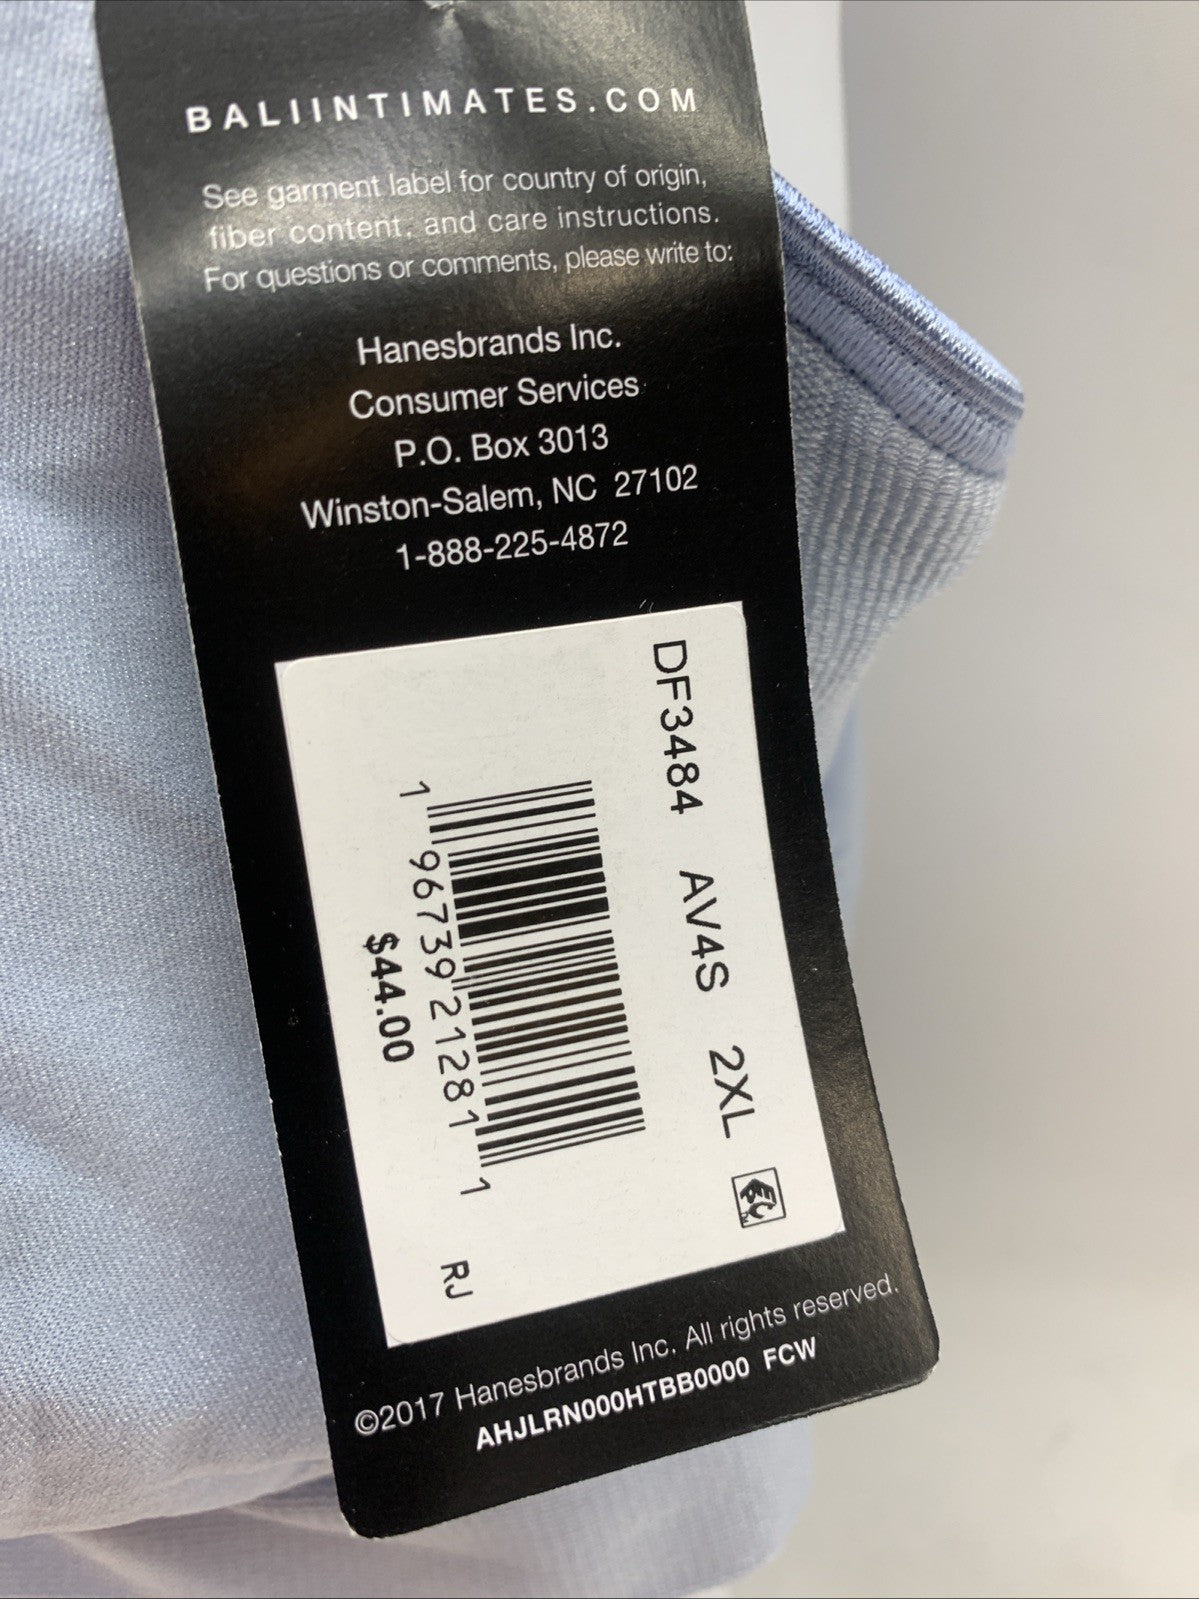 BALIINTIMATES.COM
See garment label for country of origin,
fiber content, and care instructions.
For questions or comments, please write to:
Hanesbrands Inc.
Consumer Services
P.O. Box 3013
Winston-Salem, NC 27102
1-888-225-4872
DF3484 AV4S 2XL
1 96739 21281 1 RJ
$44.00
©2017 Hanesbrands Inc. All rights reserved.
AHJLRN000HTBB0000 FCW